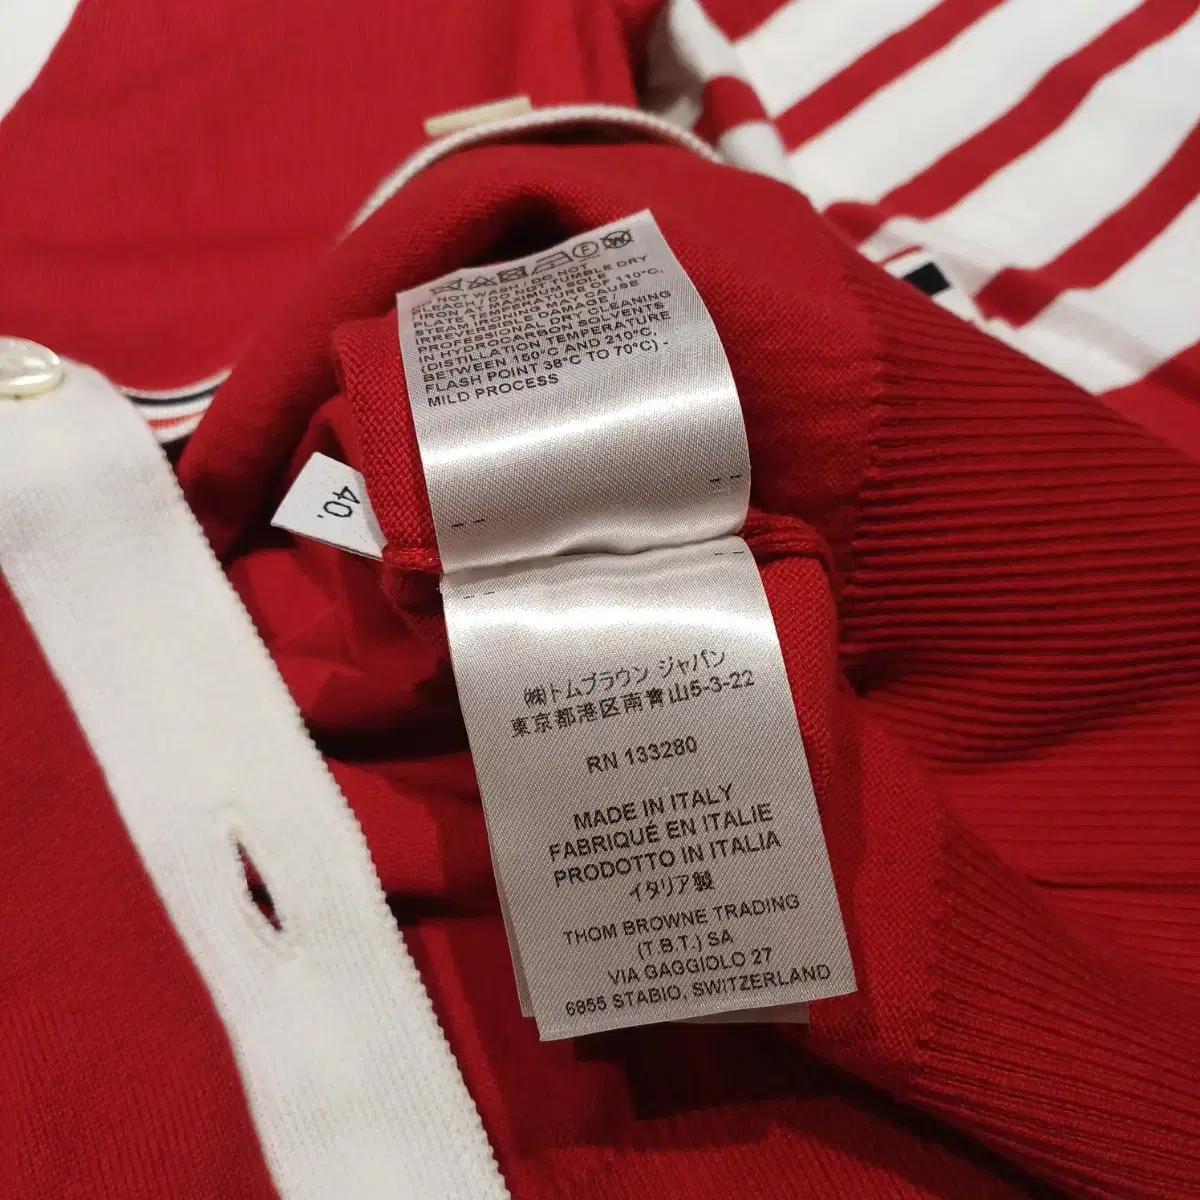 DO NOT WASH / DO NOT
BLEACH / DO NOT TUMBLE DRY
IRON AT MAXIMUM SOLE
PLATE TEMPERATURE OF 110°C,
STEAM IRONING MAY CAUSE
IRREVERSIBLE DAMAGE /
PROFESSIONAL DRY CLEANING
IN HYDROCARBON SOLVENTS
(DISTILLATION TEMPERATURE
BETWEEN 150°C AND 210°C,
FLASH POINT 38°C TO 70°C) -
MILD PROCESS
40.
㈱トムブラウン ジャパン
東京都港区南青山5-3-22
RN 133280
MADE IN ITALY
FABRIQUÉ EN ITALIE
PRODOTTO IN ITALIA
イタリア製
THOM BROWNE TRADING
(T.B.T.) SA
VIA GAGGIOLO 27
6855 STABIO, SWITZERLAND